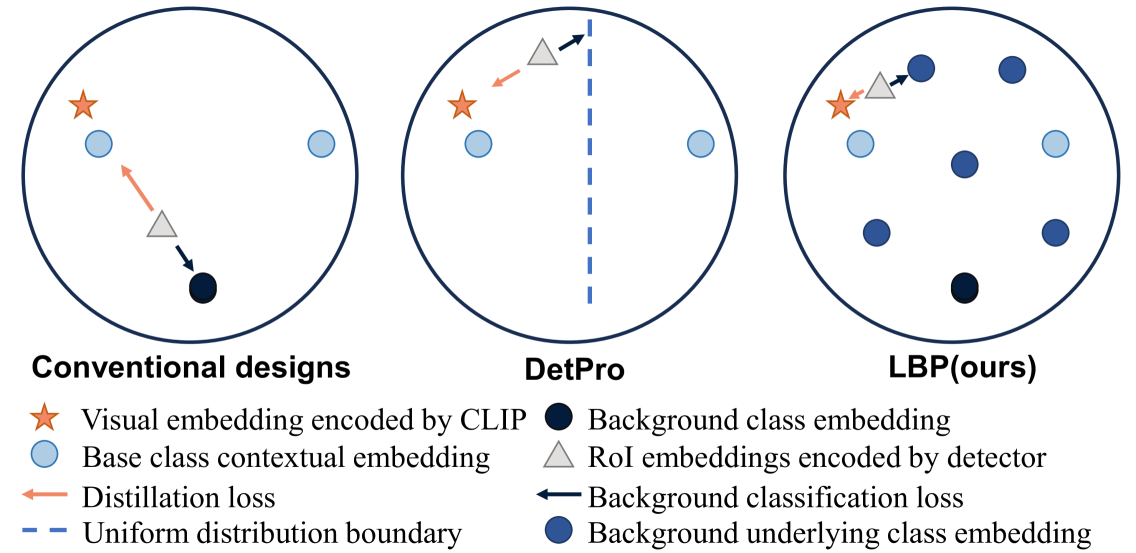 Conventional designs
DetPro
LBP(ours)
Visual embedding encoded by CLIP
Background class embedding
Base class contextual embedding
RoI embeddings encoded by detector
Distillation loss
Background classification loss
Uniform distribution boundary
Background underlying class embedding